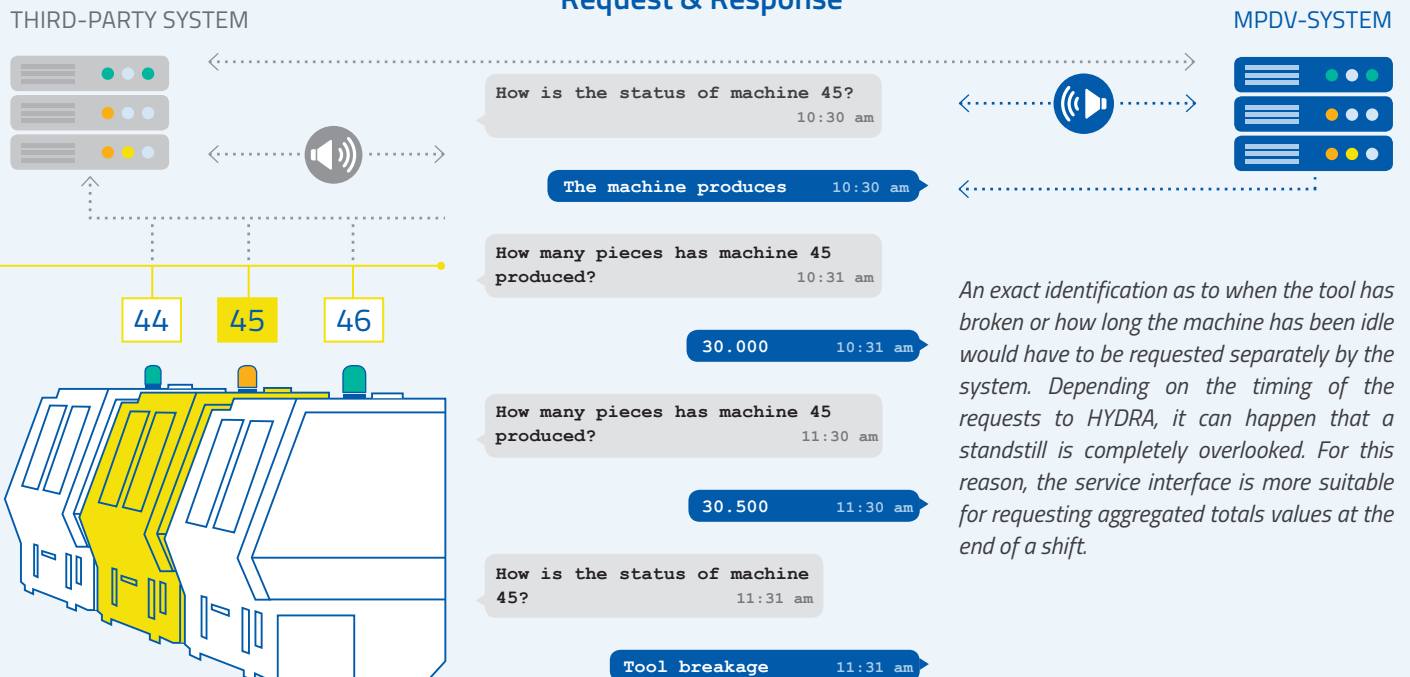 Request & Response
THIRD-PARTY SYSTEM
MPDV-SYSTEM
How is the status of machine 45?
10:30 am
The machine produces 10:30 am
How many pieces has machine 45
produced? 10:31 am
30.000 10:31 am
How many pieces has machine 45
produced? 11:30 am
30.500 11:30 am
How is the status of machine
45? 11:31 am
Tool breakage 11:31 am
44 45 46
An exact identification as to when the tool has
broken or how long the machine has been idle
would have to be requested separately by the
system. Depending on the timing of the
requests to HYDRA, it can happen that a
standstill is completely overlooked. For this
reason, the service interface is more suitable
for requesting aggregated totals values at the
end of a shift.